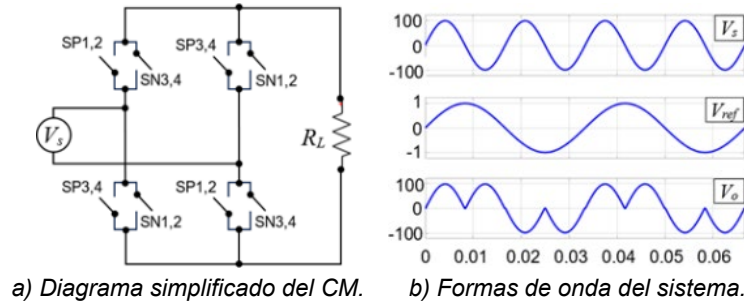 SP1,2
SN3,4
SP3,4
SN1,2
Vs
RL
SP3,4
SN1,2
SP1,2
SN3,4
a) Diagrama simplificado del CM.
100
0
-100
Vs
1
0
-1
Vref
100
0
-100
Vo
0 0.01 0.02 0.03 0.04 0.05 0.06
b) Formas de onda del sistema.